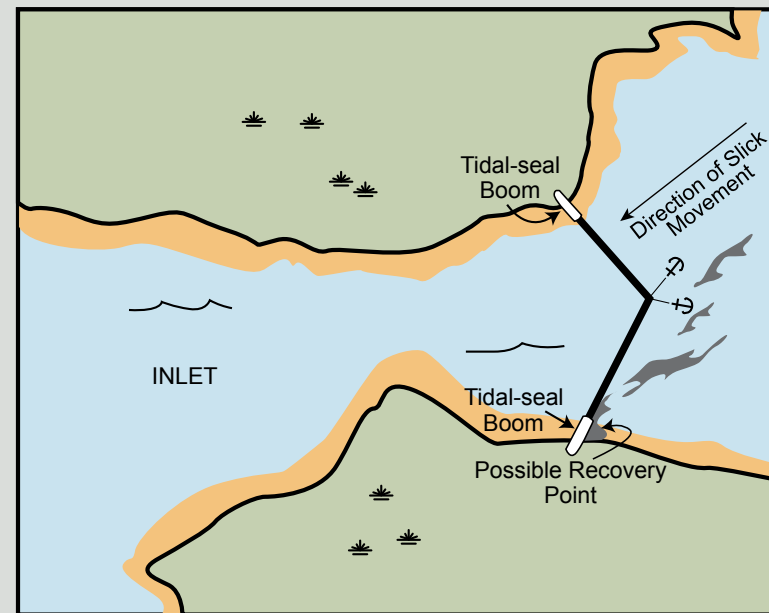 Tidal-seal
Boom
Direction of Slick
Movement
INLET
Tidal-seal
Boom
Possible Recovery
Point